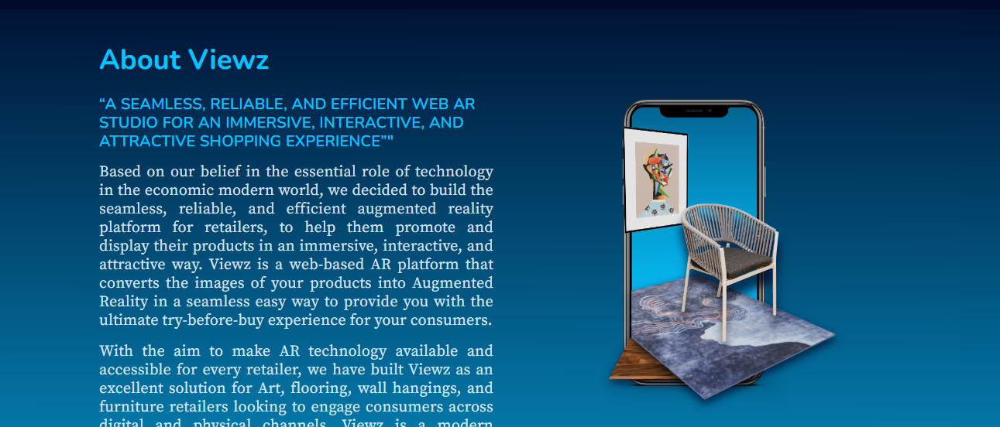 About Viewz
“A SEAMLESS, RELIABLE, AND EFFICIENT WEB AR
STUDIO FOR AN IMMERSIVE, INTERACTIVE, AND
ATTRACTIVE SHOPPING EXPERIENCE”"
Based on our belief in the essential role of technology
in the economic modern world, we decided to build the
seamless, reliable, and efficient augmented reality
platform for retailers, to help them promote and
display their products in an immersive, interactive, and
attractive way. Viewz is a web-based AR platform that
converts the images of your products into Augmented
Reality in a seamless easy way to provide you with the
ultimate try-before-buy experience for your consumers.
With the aim to make AR technology available and
accessible for every retailer, we have built Viewz as an
excellent solution for Art, flooring, wall hangings, and
furniture retailers looking to engage consumers across
digital and physical channels. Viewz is a modern